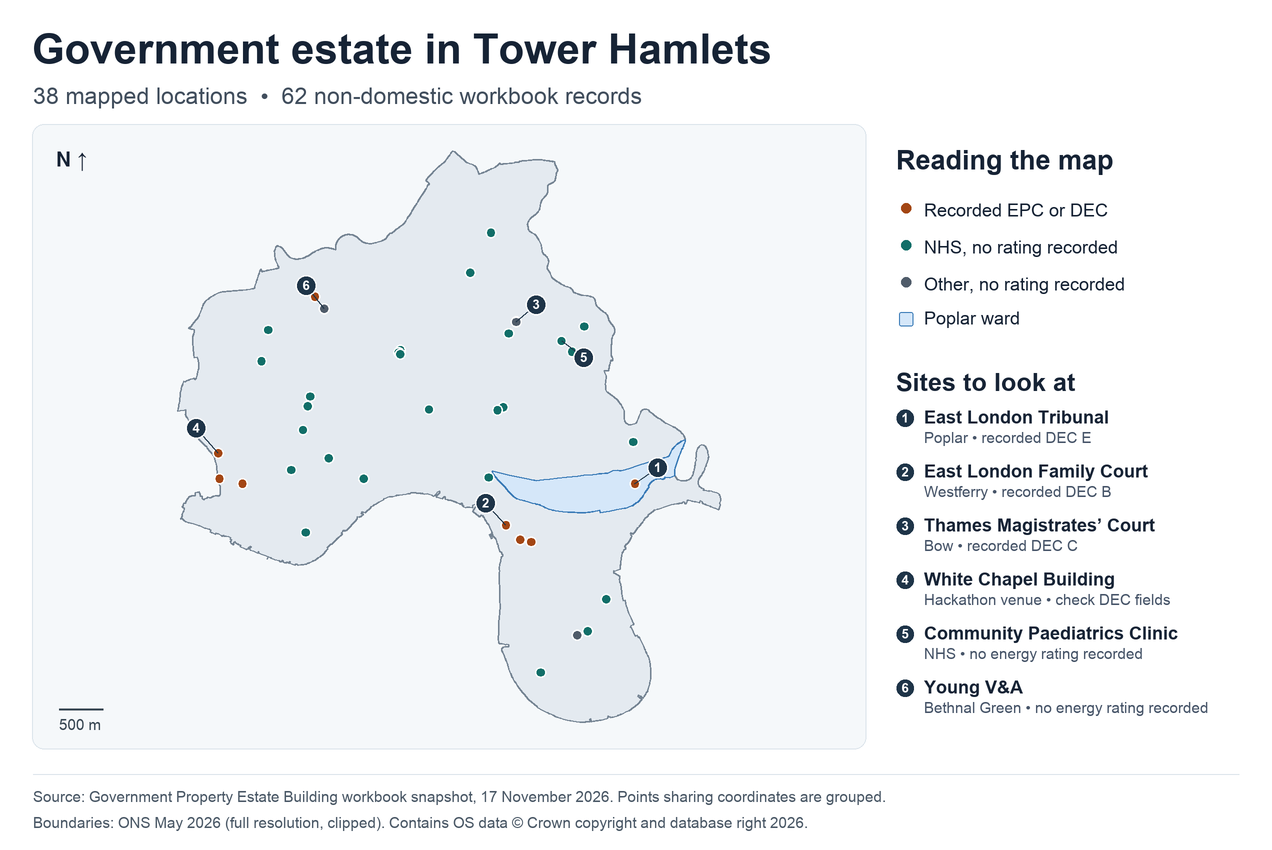 Government estate in Tower Hamlets
38 mapped locations • 62 non-domestic workbook records
N ↑
6
3
5
4
1
2
500 m
Reading the map
Recorded EPC or DEC
NHS, no rating recorded
Other, no rating recorded
Poplar ward
Sites to look at
1 East London Tribunal
Poplar • recorded DEC E
2 East London Family Court
Westferry • recorded DEC B
3 Thames Magistrates’ Court
Bow • recorded DEC C
4 White Chapel Building
Hackathon venue • check DEC fields
5 Community Paediatrics Clinic
NHS • no energy rating recorded
6 Young V&A
Bethnal Green • no energy rating recorded
Source: Government Property Estate Building workbook snapshot, 17 November 2026. Points sharing coordinates are grouped.
Boundaries: ONS May 2026 (full resolution, clipped). Contains OS data © Crown copyright and database right 2026.